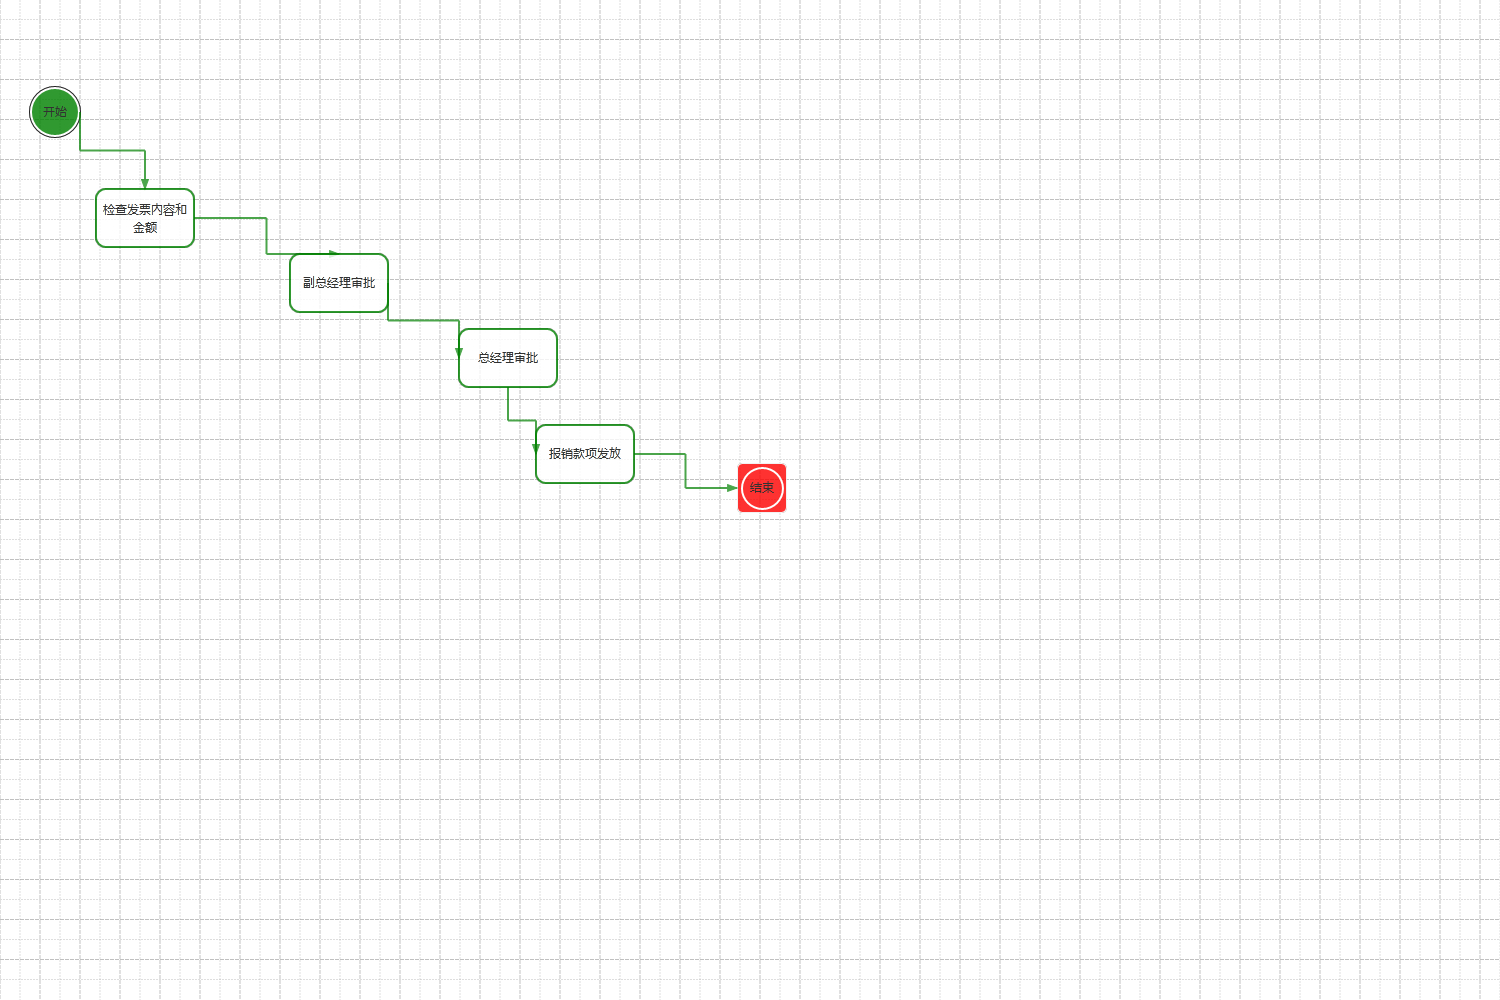 开始
检查发票内容和
金额
副总经理审批
总经理审批
报销款项发放
结束